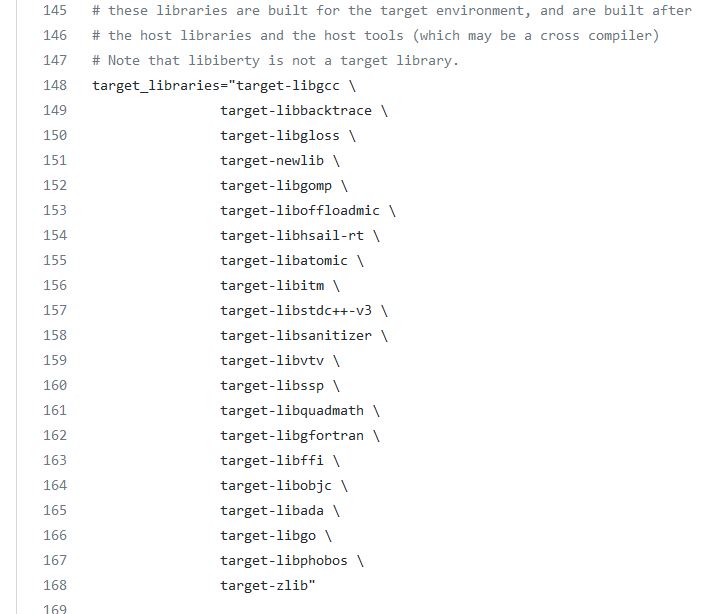 145 # these libraries are built for the target environment, and are built after
146 # the host libraries and the host tools (which may be a cross compiler)
147 # Note that libiberty is not a target library.
148 target_libraries="target-libgcc \
149 target-libbacktrace \
150 target-libgloss \
151 target-newlib \
152 target-libgomp \
153 target-liboffloadmic \
154 target-libhsail-rt \
155 target-libatomic \
156 target-libitm \
157 target-libstdc++-v3 \
158 target-libsanitizer \
159 target-libvtv \
160 target-libssp \
161 target-libquadmath \
162 target-libgfortran \
163 target-libffi \
164 target-libobjc \
165 target-libada \
166 target-libgo \
167 target-libphobos \
168 target-zlib"
169